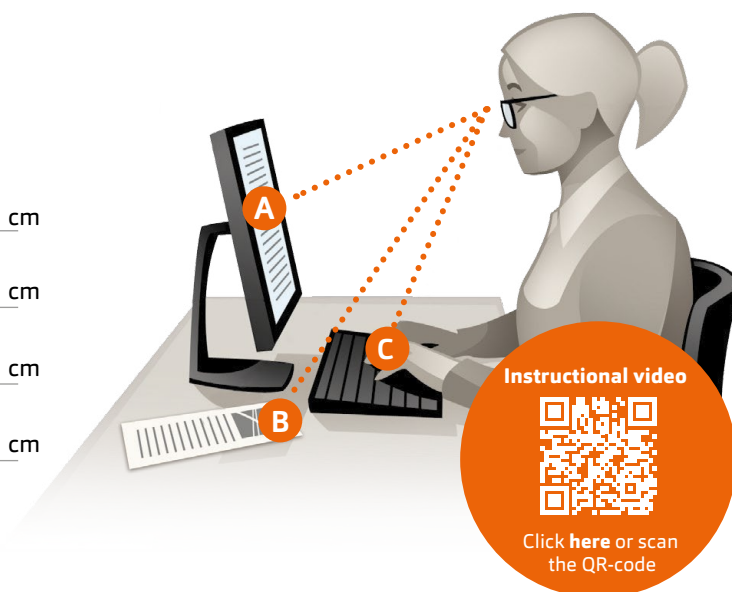 A
cm
cm
C
cm
Instructional video
B
cm
Click here or scan
the QR-code